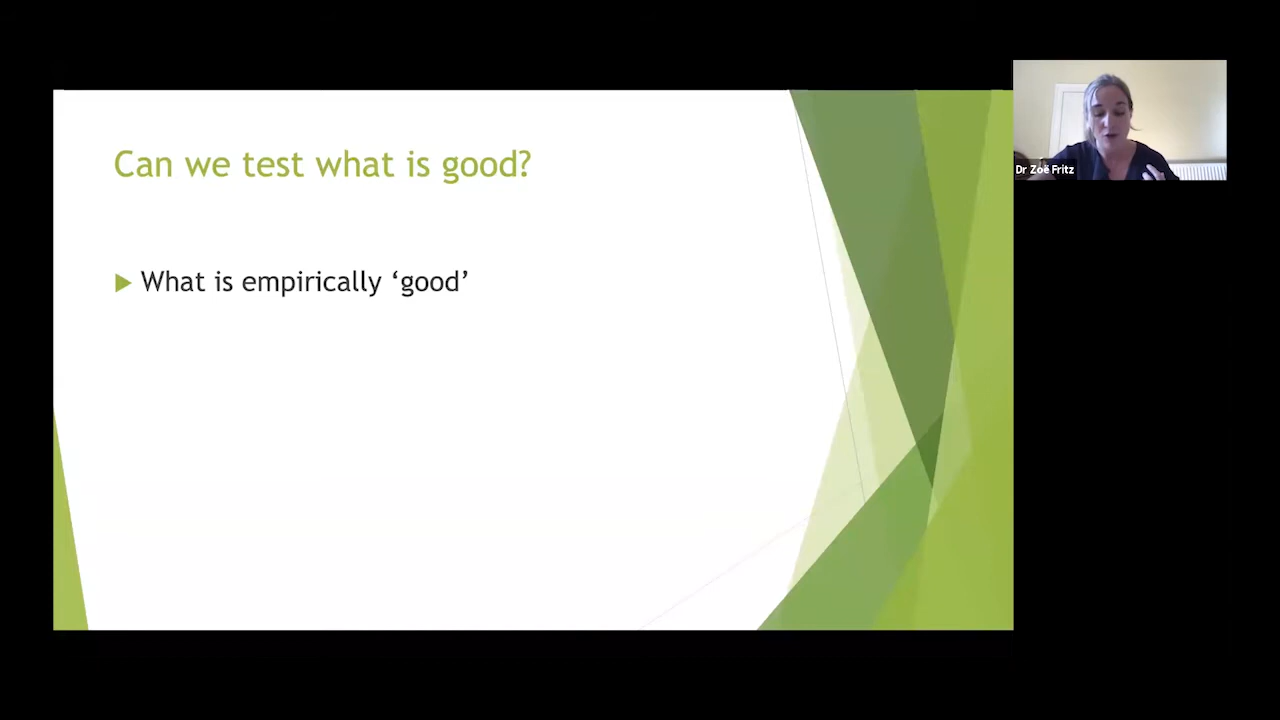 Can we test what is good?
What is empirically ‘good’
Dr Zoë Fritz